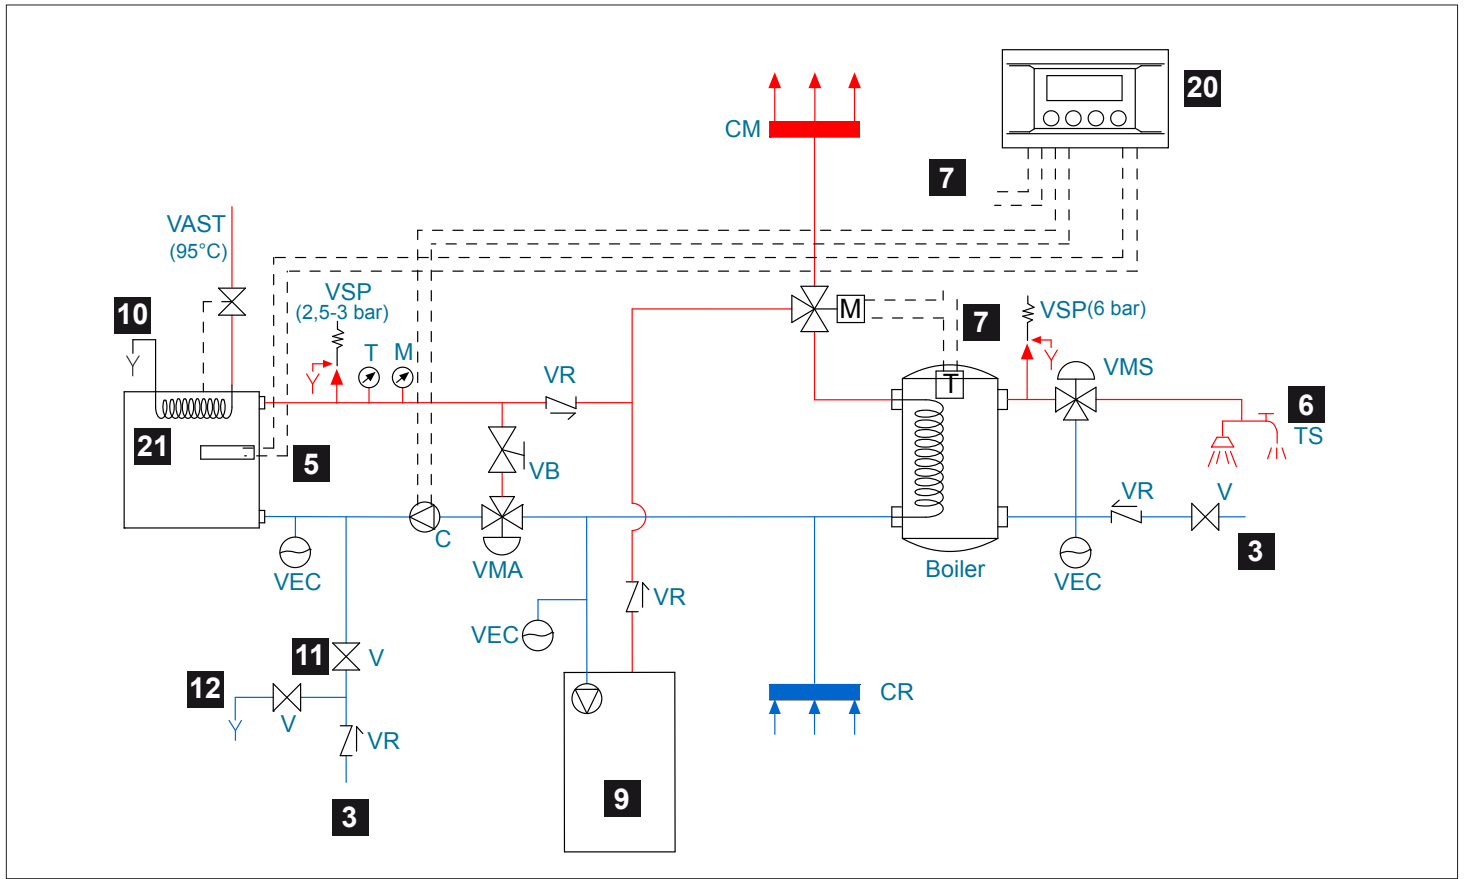 20
CM
7
VAST
(95°C)
VSP
(2,5-3 bar)
10
M
7
VSP(6 bar)
T
M
VR
VMS
T
6
TS
21
5
VB
VR
V
C
VMA
3
VEC
Boiler
VEC
VR
VEC
11
V
12
V
CR
VR
9
3